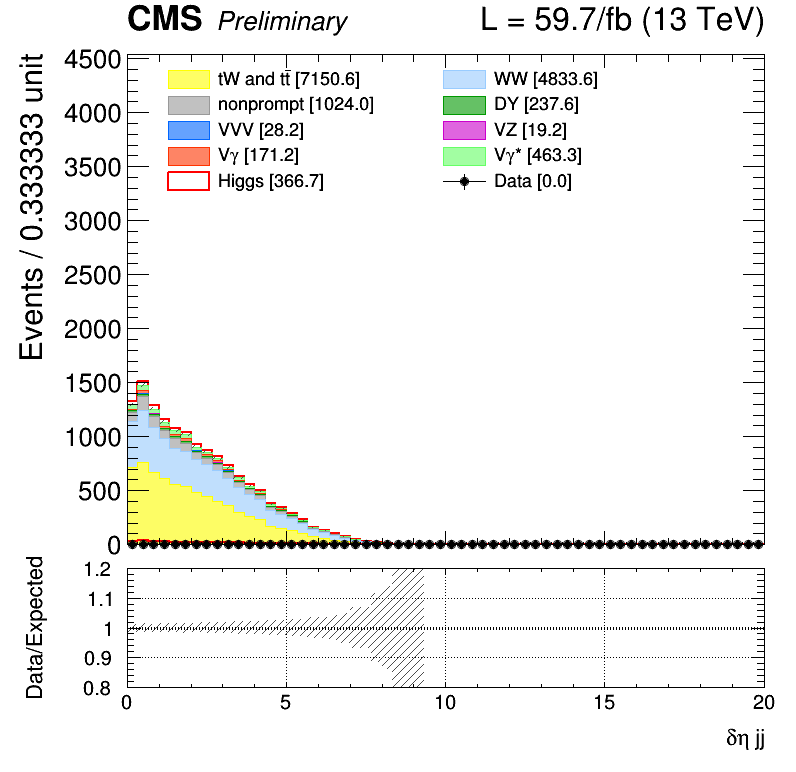 CMS Preliminary L = 59.7/fb (13 TeV)
Events / 0.333333 unit
4500
4000
3500
3000
2500
2000
1500
1000
500
0
tW and tt̄ [7150.6] WW [4833.6]
nonprompt [1024.0] DY [237.6]
VVV [28.2] VZ [19.2]
Vγ [171.2] Vγ* [463.3]
Higgs [366.7] Data [0.0]
Data/Expected
1.2
1.1
1
0.9
0.8
0 5 10 15 20
δη jj